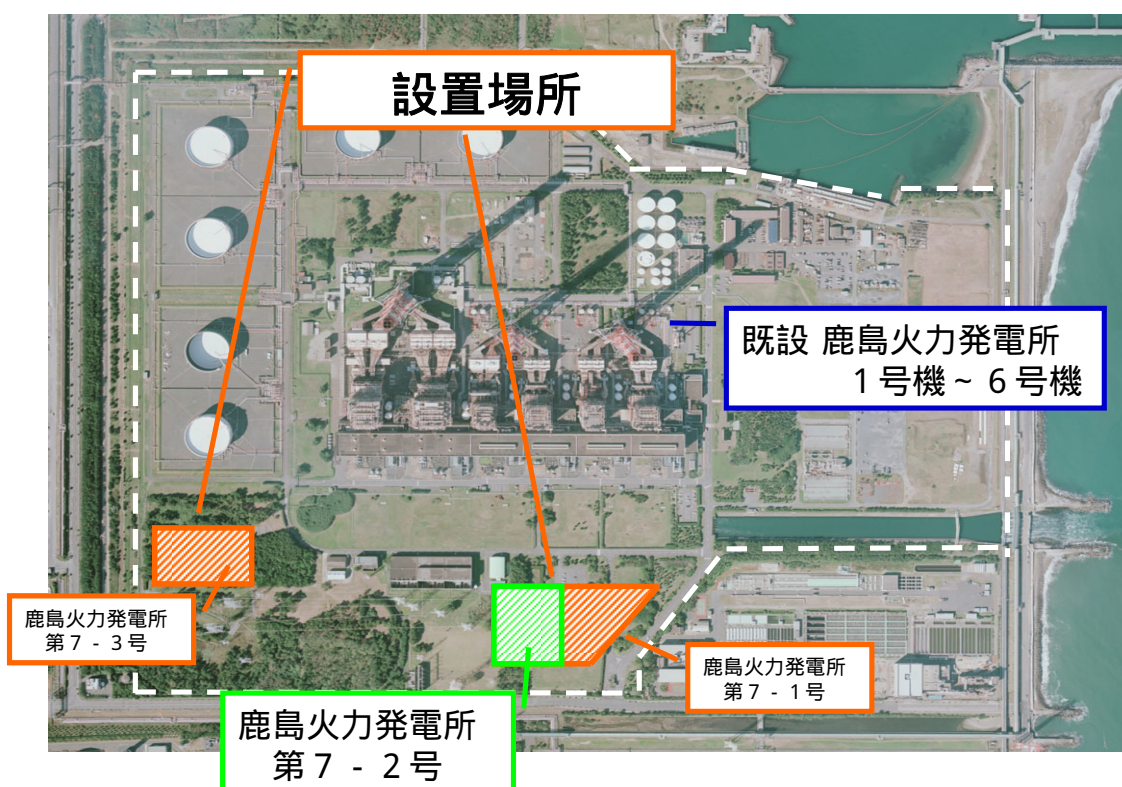 設置場所
既設 鹿島火力発電所
1号機~6号機
鹿島火力発電所
第7-3号
鹿島火力発電所
第7-1号
鹿島火力発電所
第7-2号